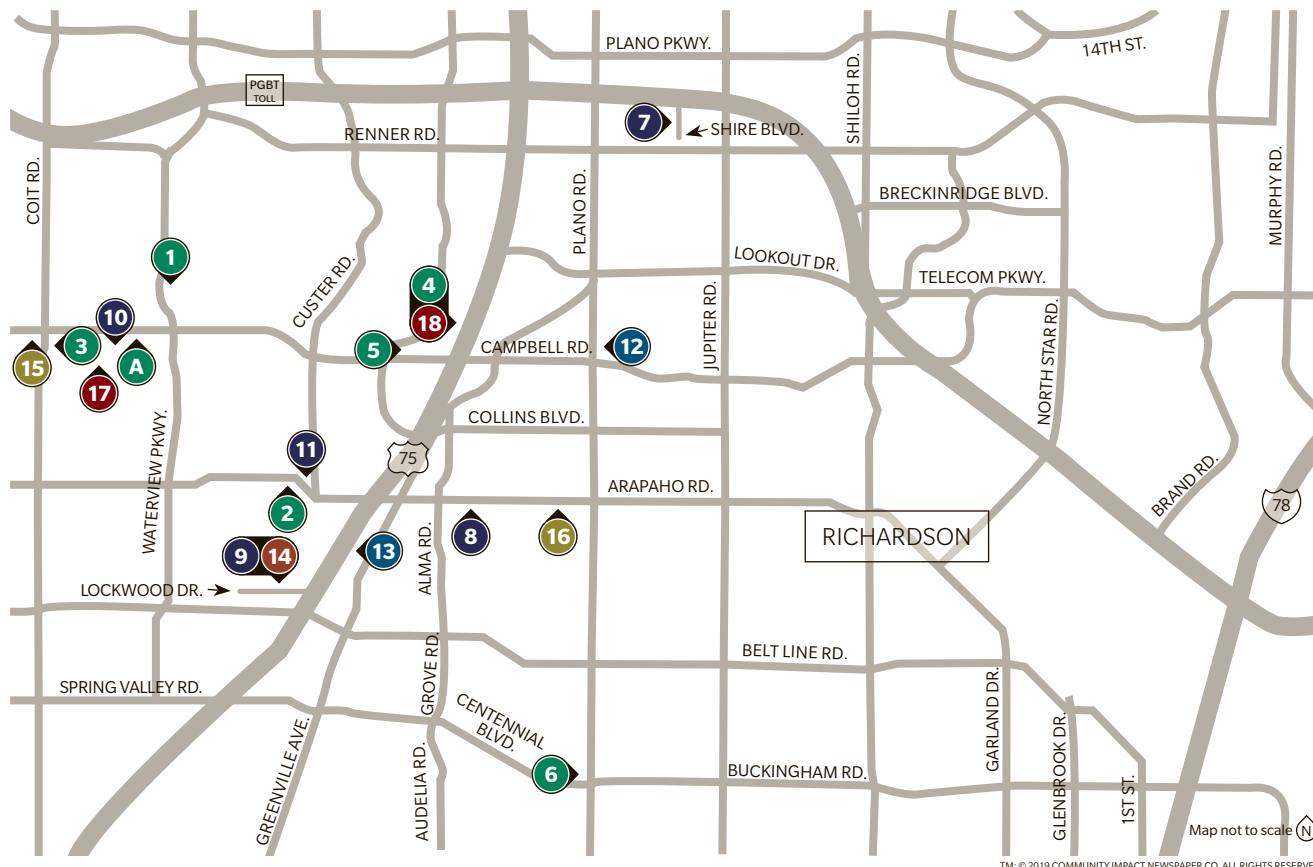 PLANO PKWY.
14TH ST.
PGBT
TOLL
SHILOH RD.
7
SHIRE BLVD.
RENNER RD.
COIT RD.
PLANO RD.
BRECKINRIDGE BLVD.
MURPHY RD.
1
CUSTER RD.
LOOKOUT DR.
TELECOM PKWY.
4
10
18
JUPITER RD.
NORTH STAR RD.
3
A
15
17
5
CAMPBELL RD.
12
COLLINS BLVD.
WATERVIEW PKWY.
11
75
ARAPAHO RD.
BRAND RD.
78
2
8
16
RICHARDSON
9
14
13
ALMA RD.
LOCKWOOD DR.
BELT LINE RD.
GROVE RD.
SPRING VALLEY RD.
CENTENNIAL
BLVD.
GREENVILLE AVE.
AUDELIA RD.
6
BUCKINGHAM RD.
GARLAND DR.
GLENBROOK DR.
1ST ST.
Map not to scale N